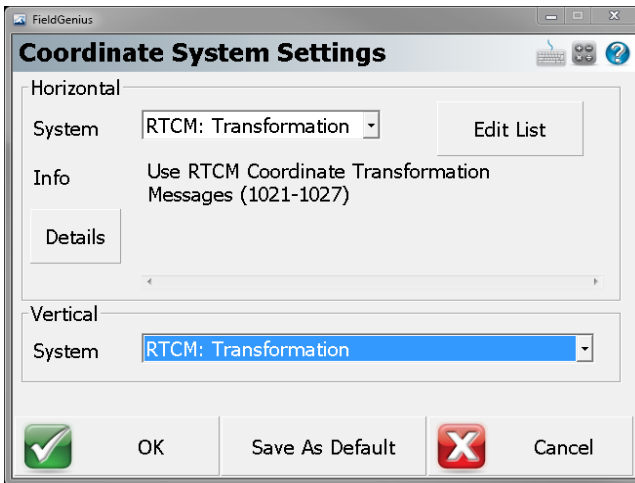 FieldGenius
Coordinate System Settings
Horizontal
System
RTCM: Transformation
Edit List
Info
Use RTCM Coordinate Transformation
Messages (1021-1027)
Details
Vertical
System
RTCM: Transformation
OK
Save As Default
Cancel